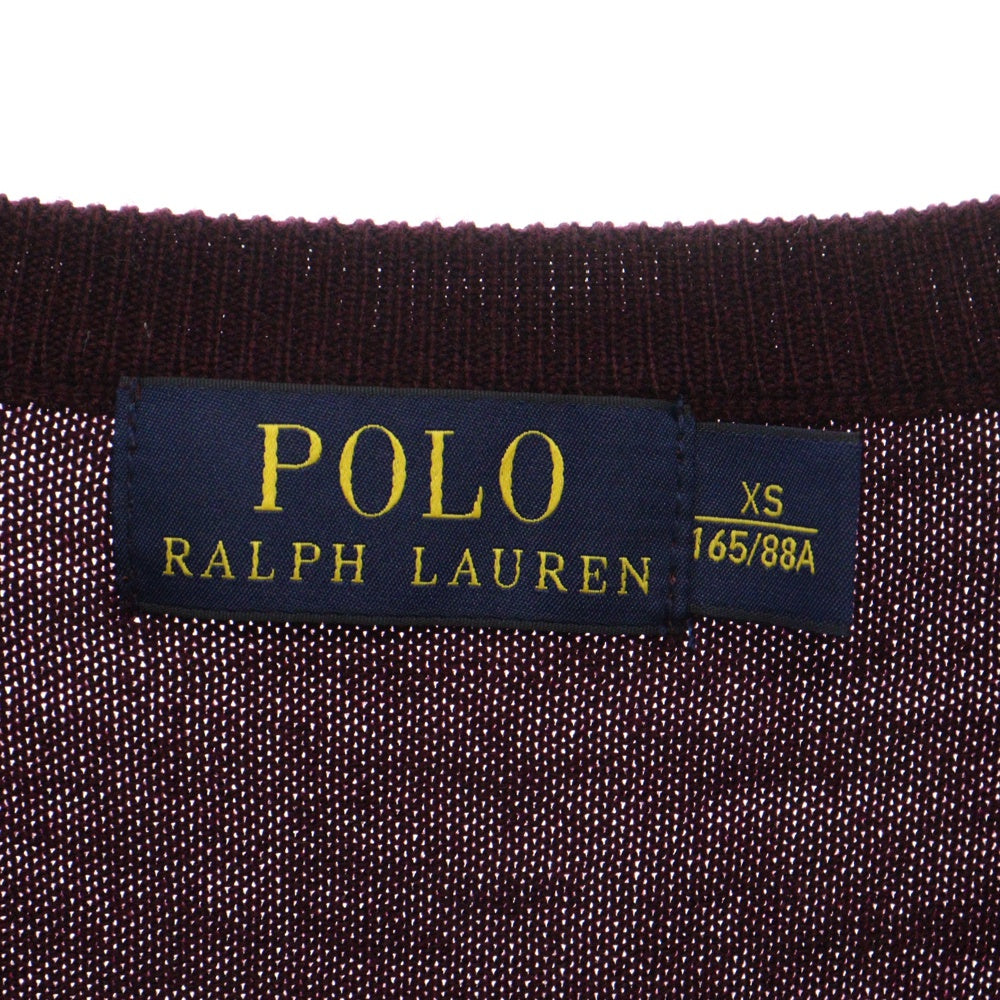 POLO
RALPH LAUREN
XS
165/88A